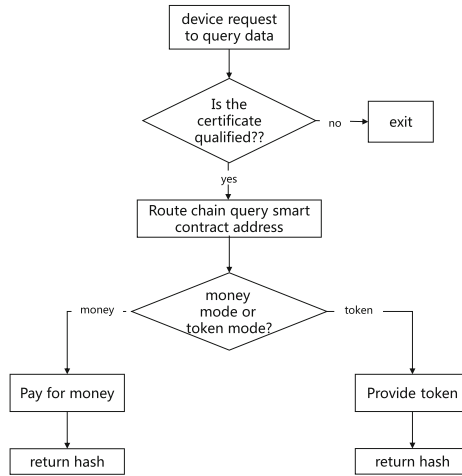 device request
to query data
Is the
certificate
qualified??
no
exit
yes
Route chain query smart
contract address
money
mode or
token mode?
money
token
Pay for money
Provide token
return hash
return hash